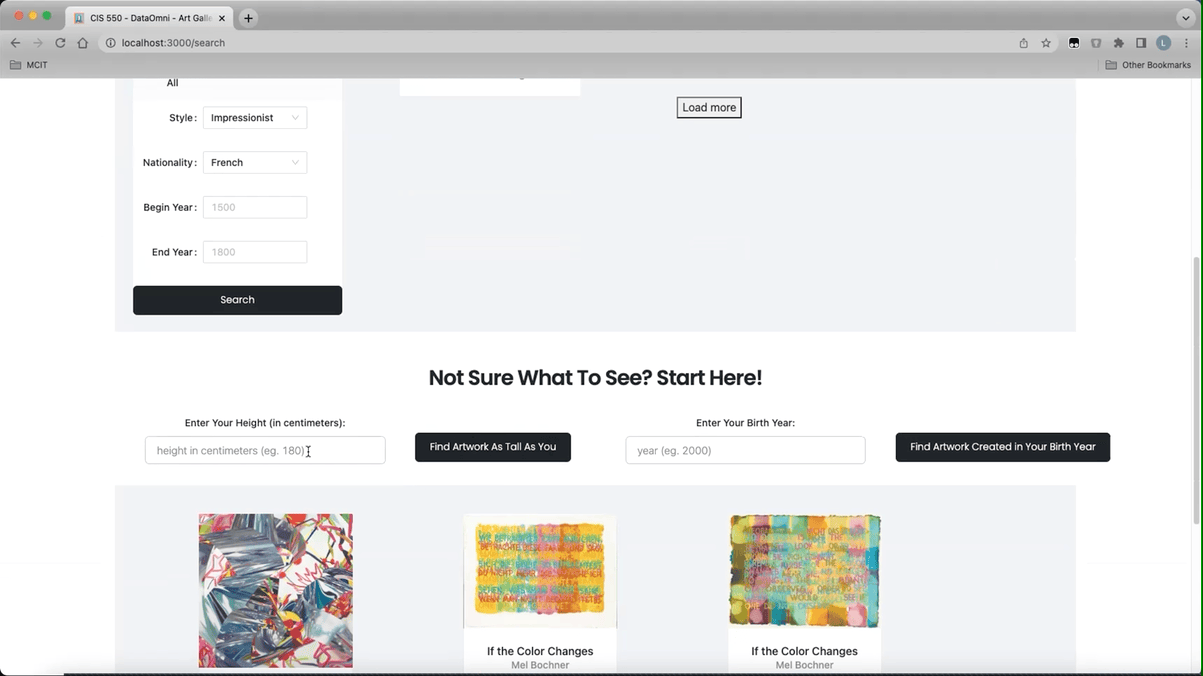 CIS 550 - DataOmni - Art Galle
localhost:3000/search
L
MCIT
Other Bookmarks
All
Load more
Style: Impressionist
Nationality: French
Begin Year: 1500
End Year: 1800
Search
Not Sure What To See? Start Here!
Enter Your Height (in centimeters):
Enter Your Birth Year:
height in centimeters (eg. 180)
Find Artwork As Tall As You
year (eg. 2000)
Find Artwork Created in Your Birth Year
If the Color Changes
Mel Bochner
If the Color Changes
Mel Bochner